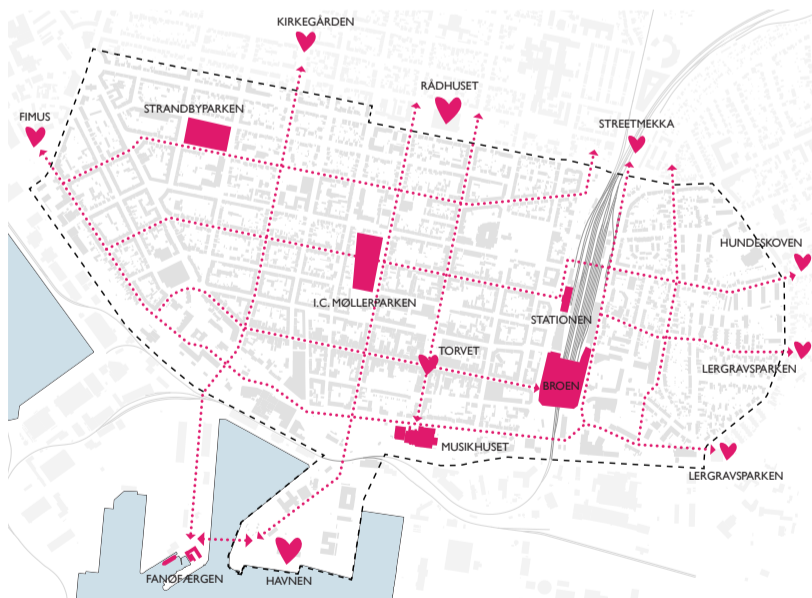 KIRKEGÅRDEN
RÅDHUSET
STRANDBYPARKEN
FIMUS
STREETMEKKA
HUNDESKOVEN
I.C. MØLLERPARKEN
STATIONEN
TORVET
LERGRAVSPARKEN
BROEN
MUSIKHUSET
LERGRAVSPARKEN
FANØFÆRGEN
HAVNEN